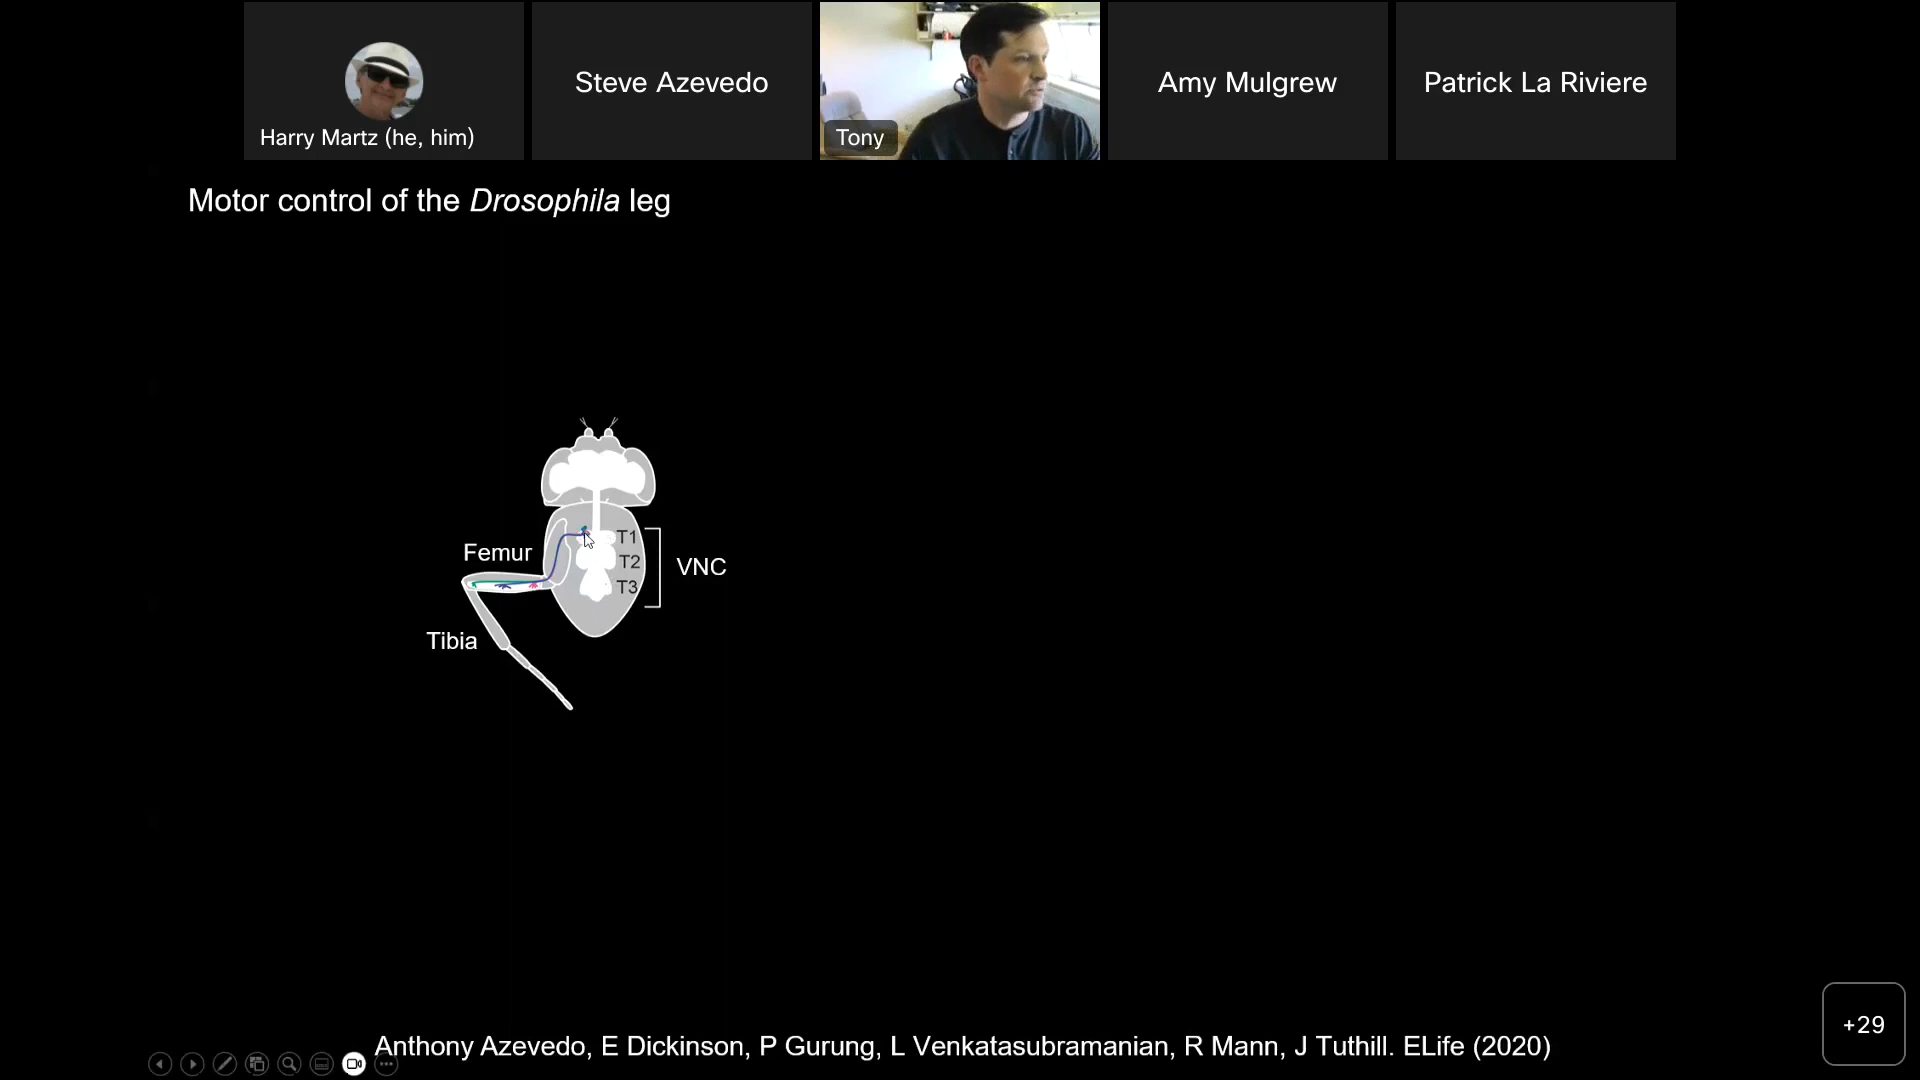 Harry Martz (he, him)
Steve Azevedo
Tony
Amy Mulgrew
Patrick La Riviere
Motor control of the Drosophila leg
Femur
Tibia
T1
T2
T3
VNC
Anthony Azevedo, E Dickinson, P Gurung, L Venkatasubramanian, R Mann, J Tuthill. ELife (2020)
+29